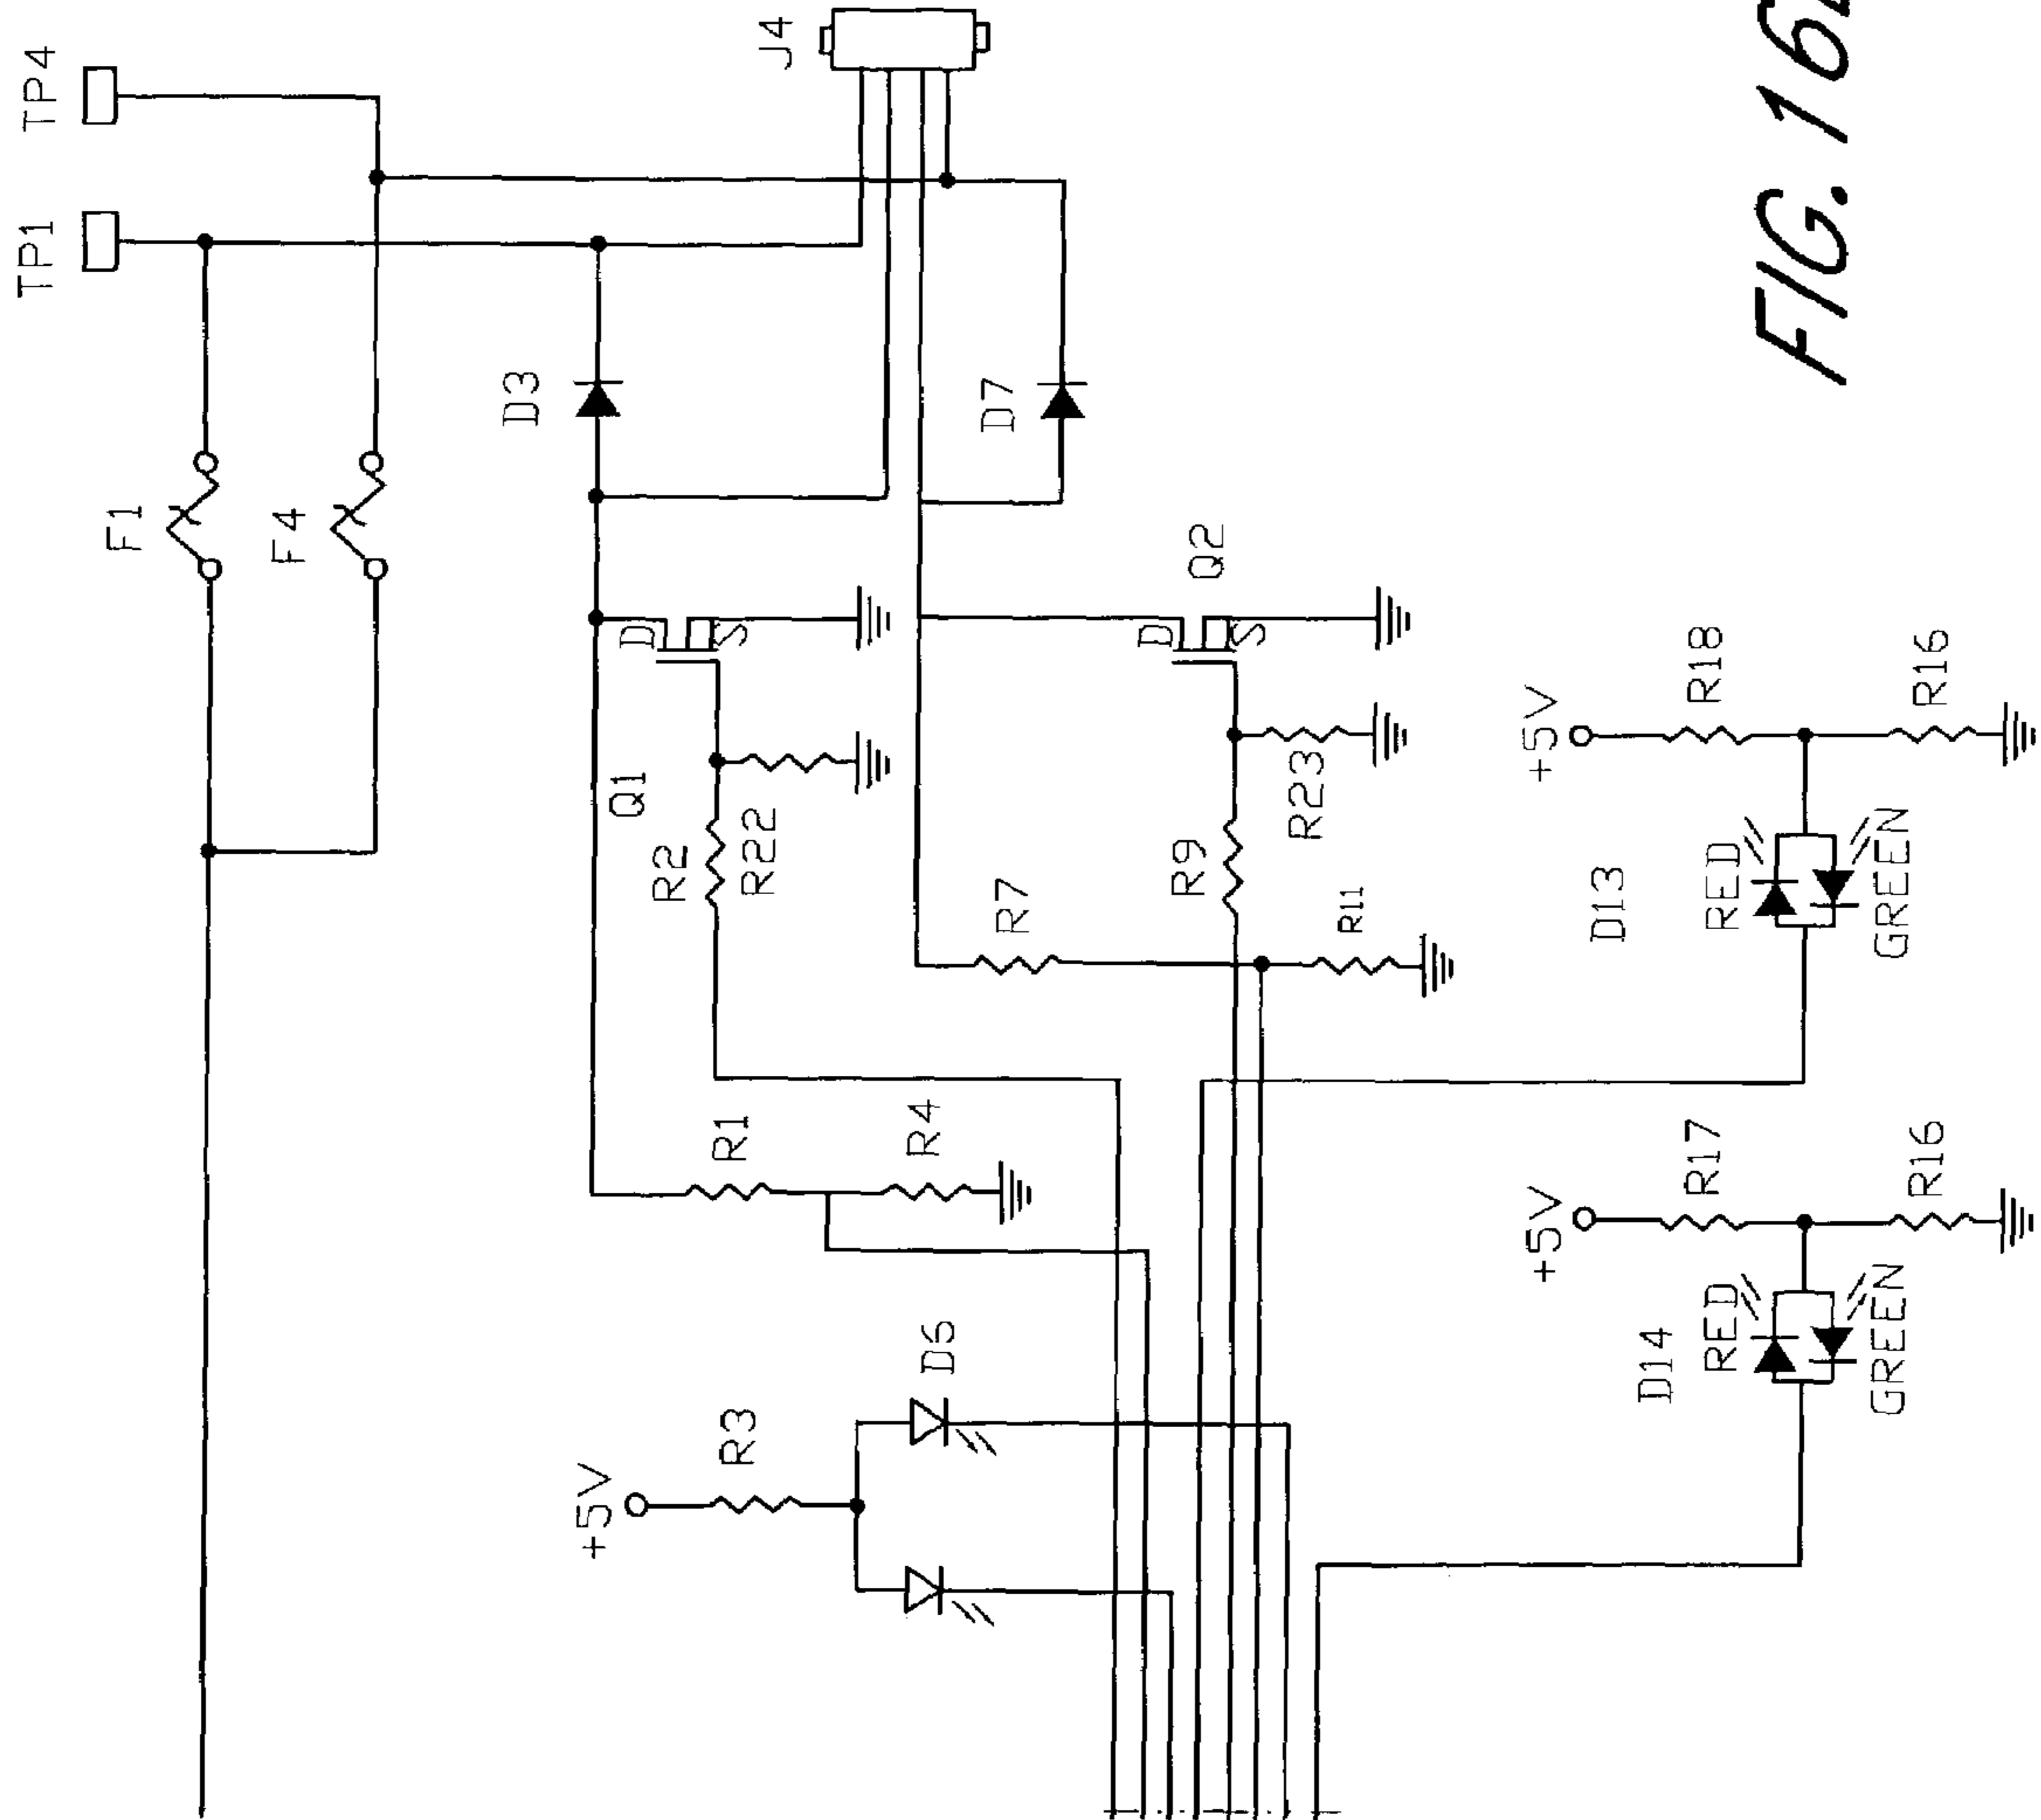 TP4
TP1
J4
F1
F4
D3
D7
Q1
D
S
R2
R22
Q2
D
S
R9
R23
R7
R11
R1
R4
+5V
R3
D5
+5V
R18
R16
D13
RED
GREEN
+5V
R17
R16
D14
RED
GREEN
FIG. 16